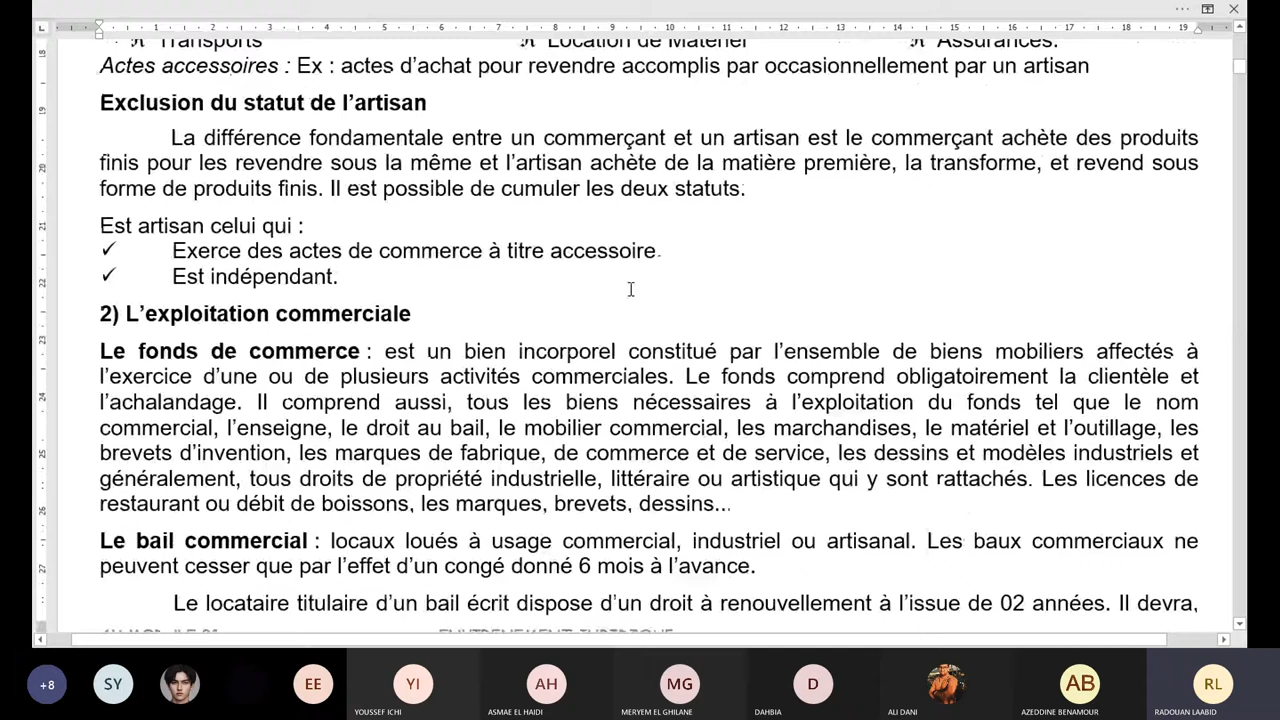 Transports Location de Matériel Assurances.
Actes accessoires : Ex : actes d’achat pour revendre accomplis par occasionnellement par un artisan
Exclusion du statut de l’artisan
La différence fondamentale entre un commerçant et un artisan est le commerçant achète des produits
finis pour les revendre sous la même et l’artisan achète de la matière première, la transforme, et revend sous
forme de produits finis. Il est possible de cumuler les deux statuts.
Est artisan celui qui :
✓ Exerce des actes de commerce à titre accessoire.
✓ Est indépendant.
2) L’exploitation commerciale
Le fonds de commerce : est un bien incorporel constitué par l’ensemble de biens mobiliers affectés à
l’exercice d’une ou de plusieurs activités commerciales. Le fonds comprend obligatoirement la clientèle et
l’achalandage. Il comprend aussi, tous les biens nécessaires à l’exploitation du fonds tel que le nom
commercial, l’enseigne, le droit au bail, le mobilier commercial, les marchandises, le matériel et l’outillage, les
brevets d’invention, les marques de fabrique, de commerce et de service, les dessins et modèles industriels et
généralement, tous droits de propriété industrielle, littéraire ou artistique qui y sont rattachés. Les licences de
restaurant ou débit de boissons, les marques, brevets, dessins...
Le bail commercial : locaux loués à usage commercial, industriel ou artisanal. Les baux commerciaux ne
peuvent cesser que par l’effet d’un congé donné 6 mois à l’avance.
Le locataire titulaire d’un bail écrit dispose d’un droit à renouvellement à l’issue de 02 années. Il devra,
+8 SY EE YI AH MG D AB RL
YOUSSEF ICHI ASMAE EL HAIDI MERYEM EL GHILANE DAHBIA ALI DANI AZEDDINE BENAMOUR RADOUAN LAABID